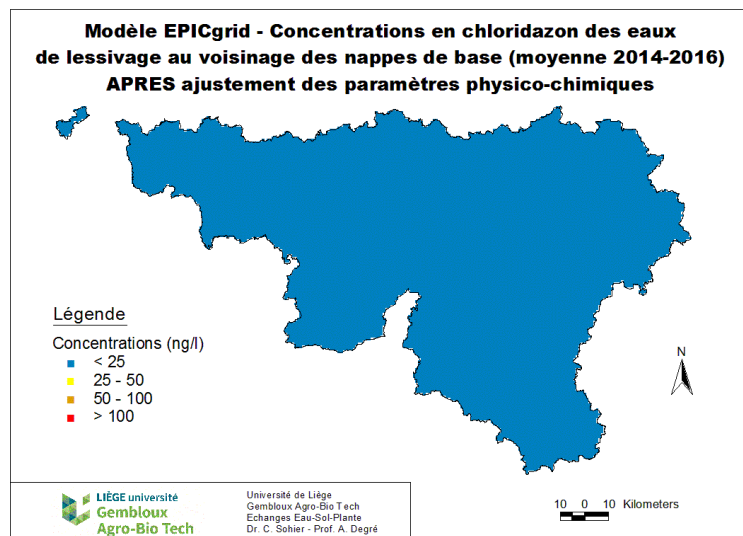 Modèle EPICgrid - Concentrations en chloridazon des eaux
de lessivage au voisinage des nappes de base (moyenne 2014-2016)
APRES ajustement des paramètres physico-chimiques
Légende
Concentrations (ng/l)
< 25
25 - 50
50 - 100
> 100
N
LIÈGE université
Gembloux
Agro-Bio Tech
Université de Liège
Gembloux Agro-Bio Tech
Echanges Eau-Sol-Plante
Dr. C. Sohier - Prof. A. Degré
10 0 10 Kilometers